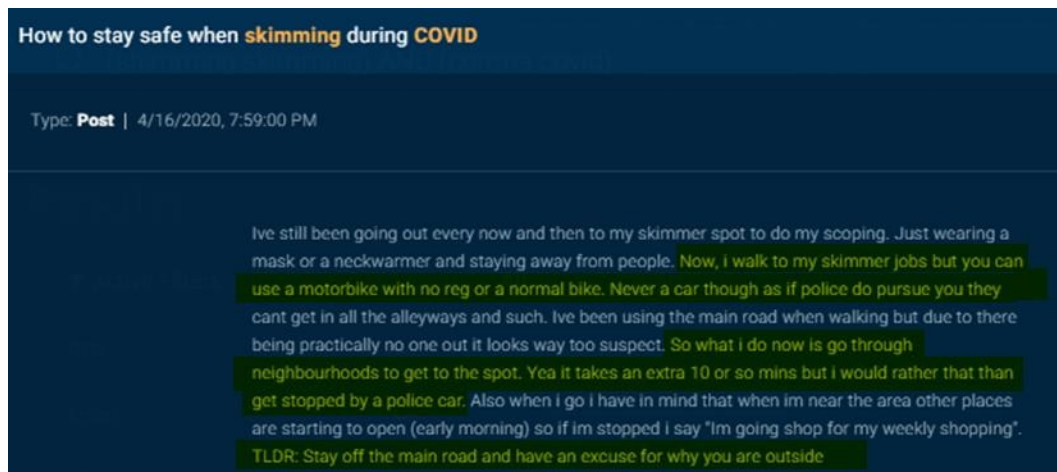 How to stay safe when skimming during COVID
Type: Post | 4/16/2020, 7:59:00 PM
Ive still been going out every now and then to my skimmer spot to do my scoping. Just wearing a
mask or a neckwarmer and staying away from people. Now, i walk to my skimmer jobs but you can
use a motorbike with no reg or a normal bike. Never a car though as if police do pursue you they
cant get in all the alleyways and such. Ive been using the main road when walking but due to there
being practically no one out it looks way too suspect. So what i do now is go through
neighbourhoods to get to the spot. Yea it takes an extra 10 or so mins but i would rather that than
get stopped by a police car. Also when i go i have in mind that when im near the area other places
are starting to open (early morning) so if im stopped i say "Im going shop for my weekly shopping".
TLDR: Stay off the main road and have an excuse for why you are outside